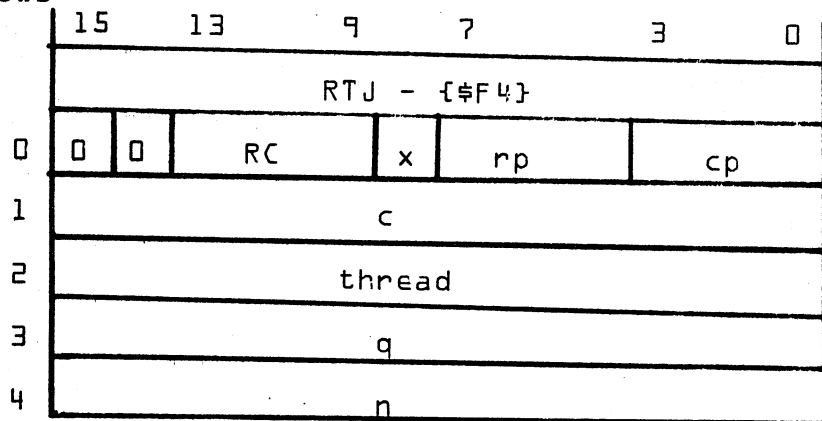 15 13 9 7 3 0
RTJ - {$F4}
0 0 0 RC x rp cp
1 c
2 thread
3 q
4 n